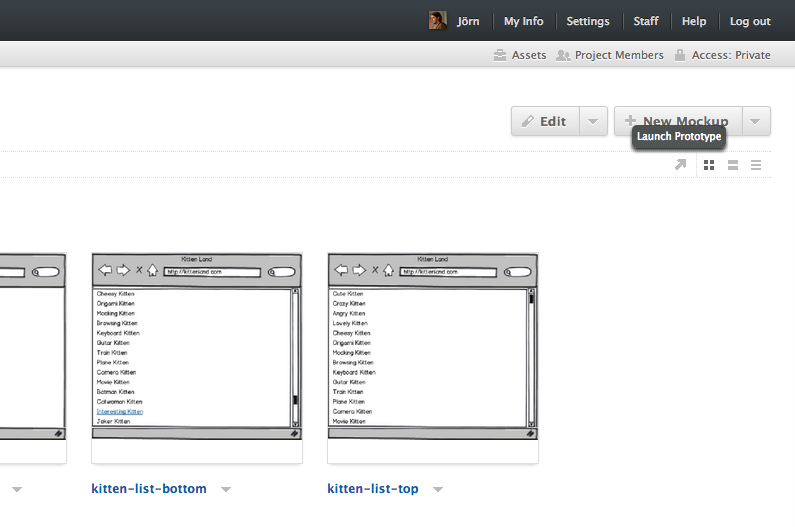 Jörn My Info Settings Staff Help Log out
Assets Project Members Access: Private
Edit New Mockup
Launch Prototype
Kitten Land
http://kittenland.com
Cheesy Kitten
Origami Kitten
Mocking Kitten
Browsing Kitten
Keyboard Kitten
Guitar Kitten
Train Kitten
Plane Kitten
Camera Kitten
Movie Kitten
Batman Kitten
Catwoman Kitten
Interesting Kitten
Joker Kitten
kitten-list-bottom
Kitten Land
http://kittenland.com
Cute Kitten
Crazy Kitten
Angry Kitten
Lovely Kitten
Cheesy Kitten
Origami Kitten
Mocking Kitten
Browsing Kitten
Keyboard Kitten
Guitar Kitten
Train Kitten
Plane Kitten
Camera Kitten
Movie Kitten
kitten-list-top